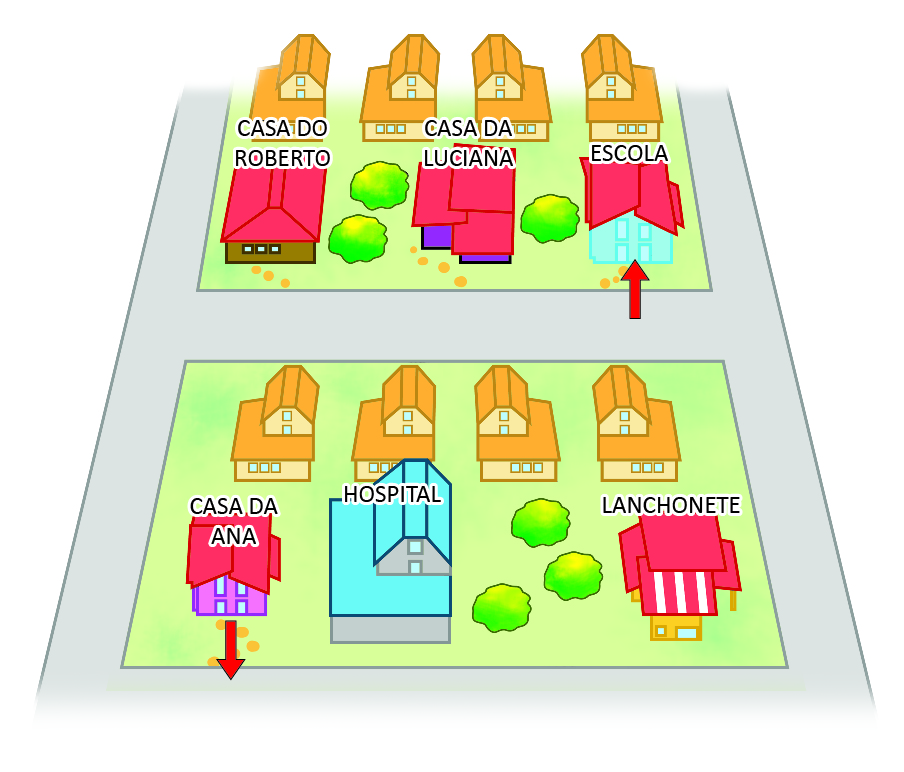 CASA DO
ROBERTO
CASA DA
LUCIANA
ESCOLA
CASA DA
ANA
HOSPITAL
LANCHONETE